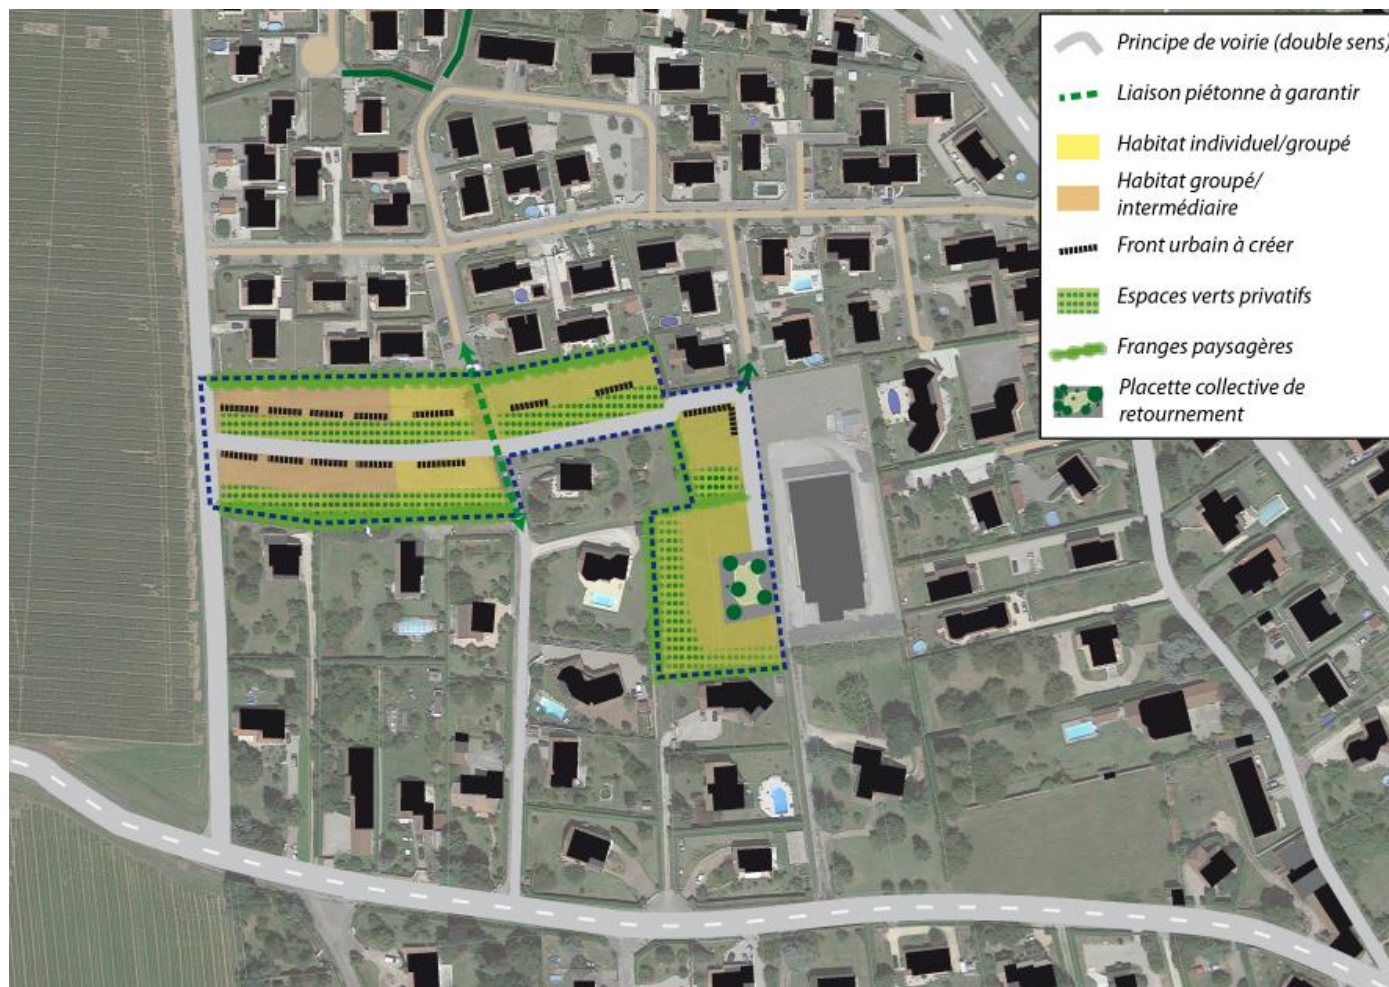 Principe de voirie (double sens)
Liaison piétonne à garantir
Habitat individuel/groupé
Habitat groupé/
intermédiaire
Front urbain à créer
Espaces verts privatifs
Franges paysagères
Placette collective de
retournement